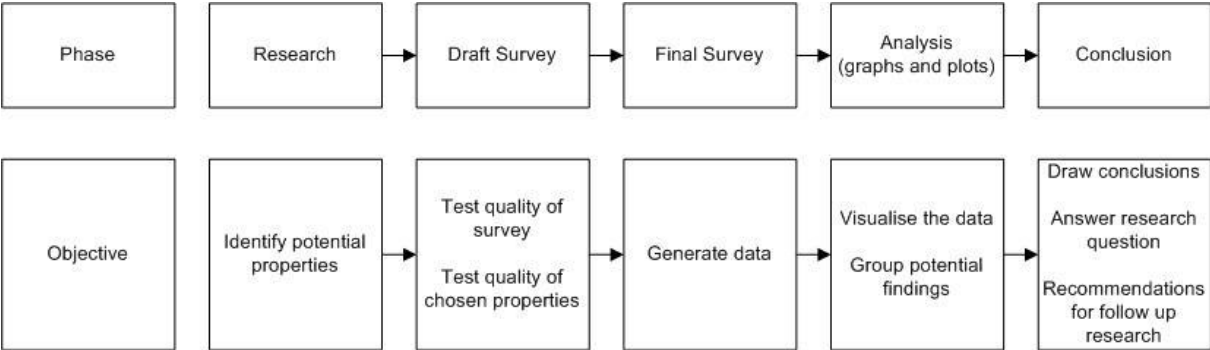 Phase
Research
Draft Survey
Final Survey
Analysis
(graphs and plots)
Conclusion
Objective
Identify potential
properties
Test quality of
survey
Test quality of
chosen properties
Generate data
Visualise the data
Group potential
findings
Draw conclusions
Answer research
question
Recommendations
for follow up
research